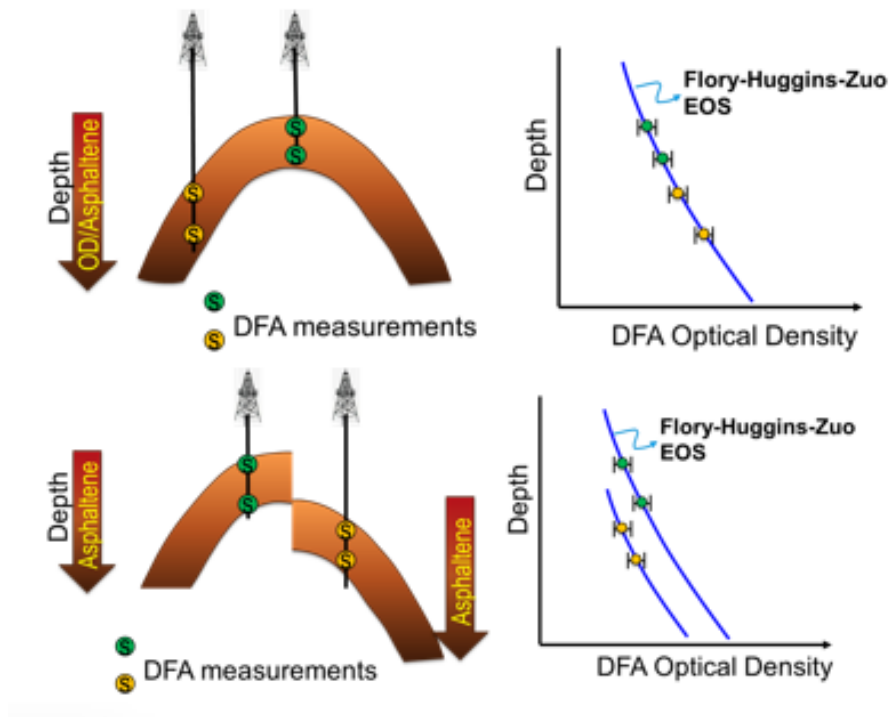 Depth
OD/Asphaltene
S
S
S
S
S
S
DFA measurements
Flory-Huggins-Zuo
EOS
Depth
DFA Optical Density
Depth
Asphaltene
S
S
S
S
Asphaltene
S
S
DFA measurements
Flory-Huggins-Zuo
EOS
Depth
DFA Optical Density